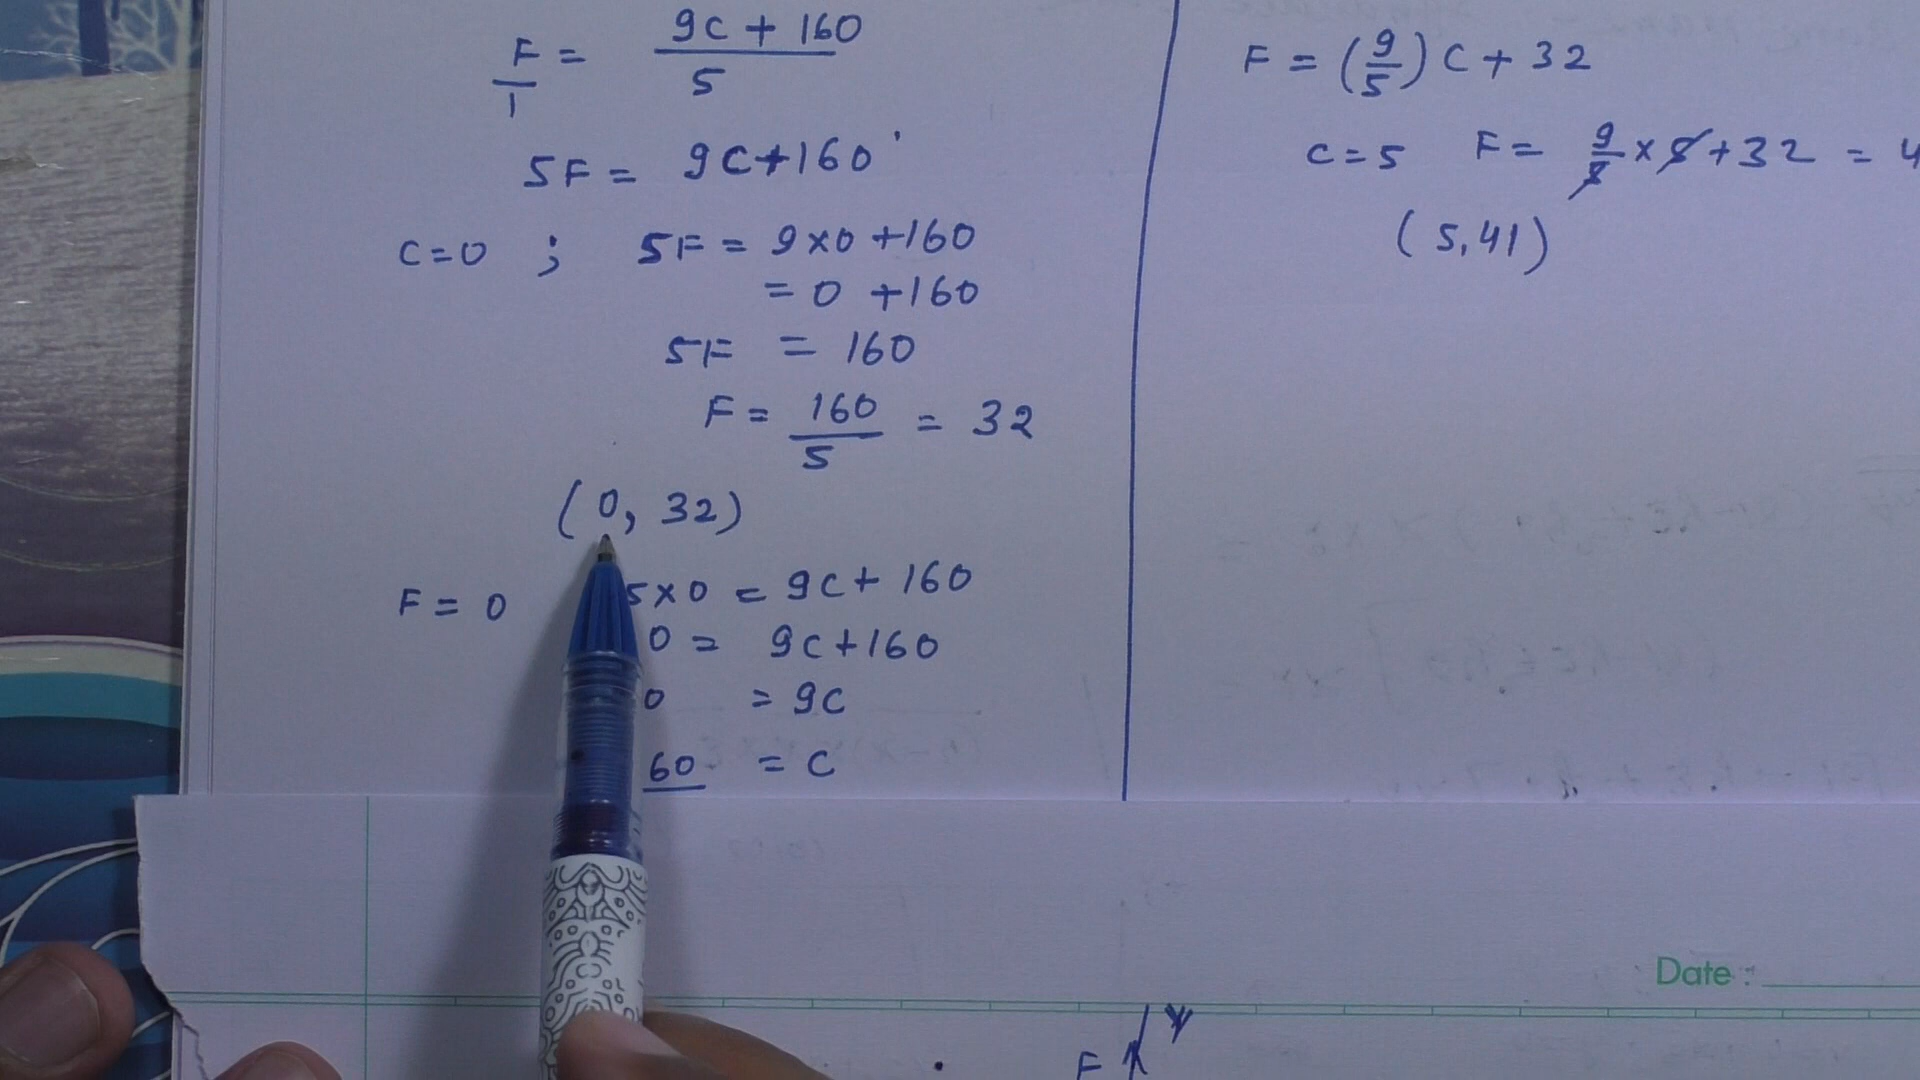 F/1 = (9C + 160)/5
5F = 9C+160
C=0 ; 5F = 9×0+160
= 0 +160
5F = 160
F = 160/5 = 32
(0, 32)
F = 0 5×0 = 9C+ 160
0 = 9C+160
0 = 9C
60 = C
F = (9/5) C + 32
C=5 F = 9/5 × 5 + 32 = 4
(5,41)
Date :
F y